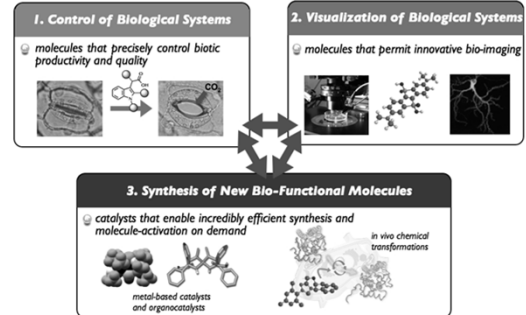 1. Control of Biological Systems
molecules that precisely control biotic
productivity and quality
O
OH
CO₂
2. Visualization of Biological Systems
molecules that permit innovative bio-imaging
3. Synthesis of New Bio-Functional Molecules
catalysts that enable incredibly efficient synthesis and
molecule-activation on demand
metal-based catalysts
and organocatalysts
in vivo chemical
transformations